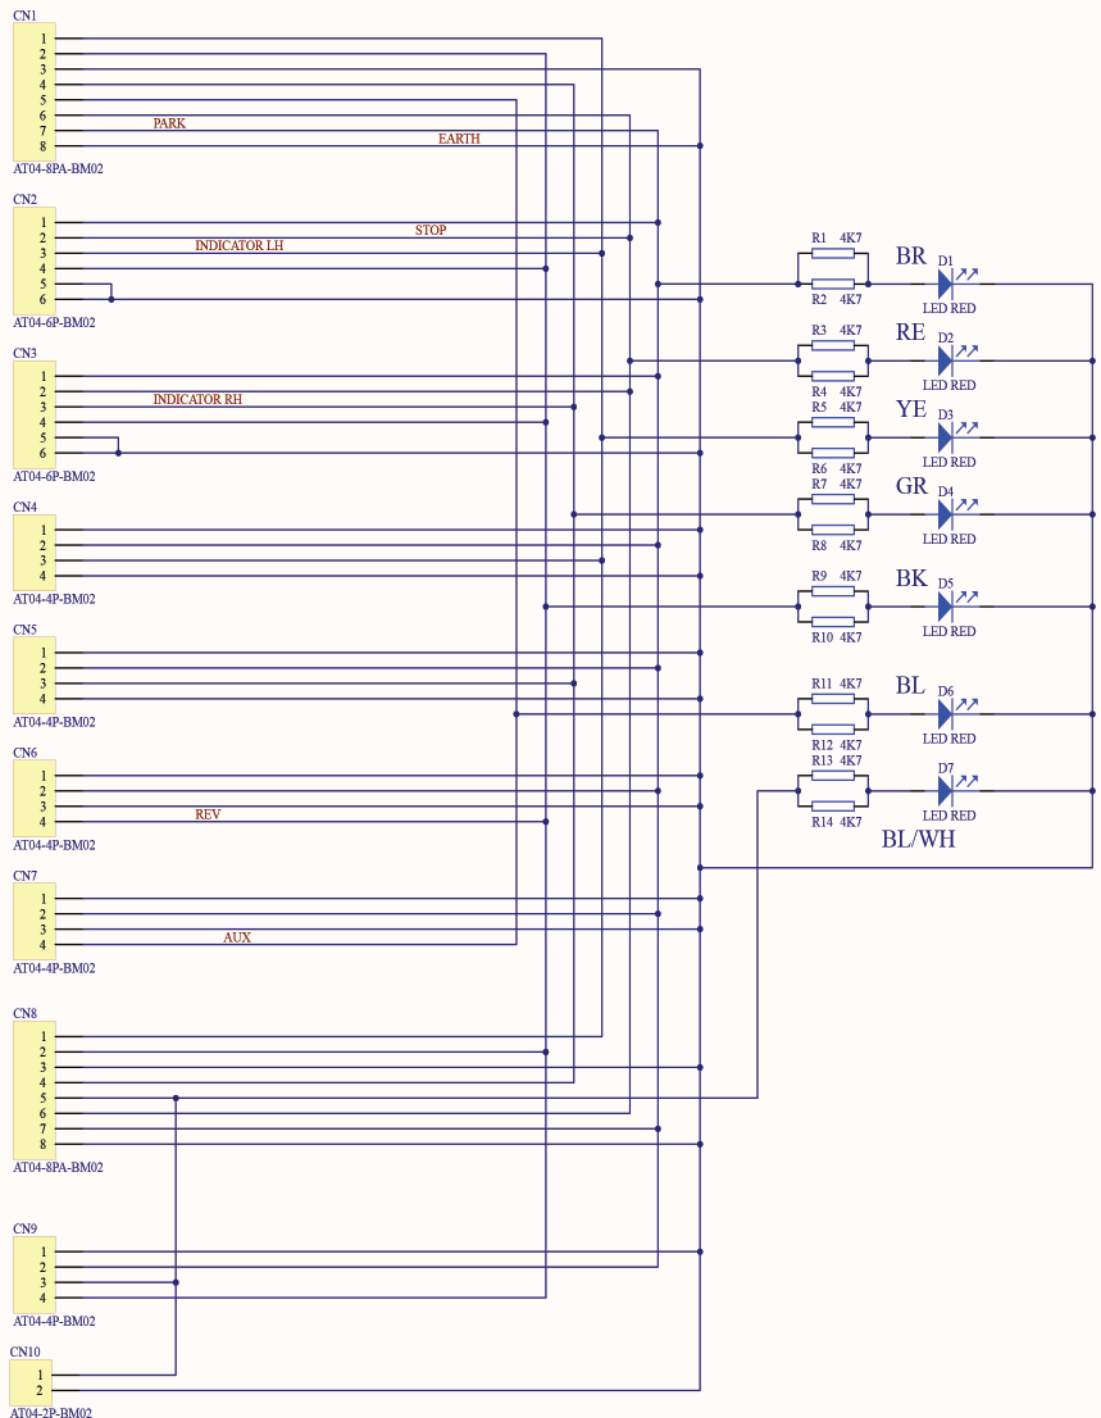 CN1
1
2
3
4
5
6
PARK
7
EARTH
8
AT04-8PA-BM02
CN2
1
STOP
2
INDICATOR LH
3
4
5
6
AT04-6P-BM02
CN3
1
2
INDICATOR RH
3
4
5
6
AT04-6P-BM02
CN4
1
2
3
4
AT04-4P-BM02
CN5
1
2
3
4
AT04-4P-BM02
CN6
1
2
3
REV
4
AT04-4P-BM02
CN7
1
2
3
AUX
4
AT04-4P-BM02
CN8
1
2
3
4
5
6
7
8
AT04-8PA-BM02
CN9
1
2
3
4
AT04-4P-BM02
CN10
1
2
AT04-2P-BM02
R1 4K7
BR
D1
R2 4K7
LED RED
R3 4K7
RE
D2
R4 4K7
LED RED
R5 4K7
YE
D3
R6 4K7
LED RED
R7 4K7
GR
D4
R8 4K7
LED RED
R9 4K7
BK
D5
R10 4K7
LED RED
R11 4K7
BL
D6
R12 4K7
LED RED
R13 4K7
D7
R14 4K7
LED RED
BL/WH